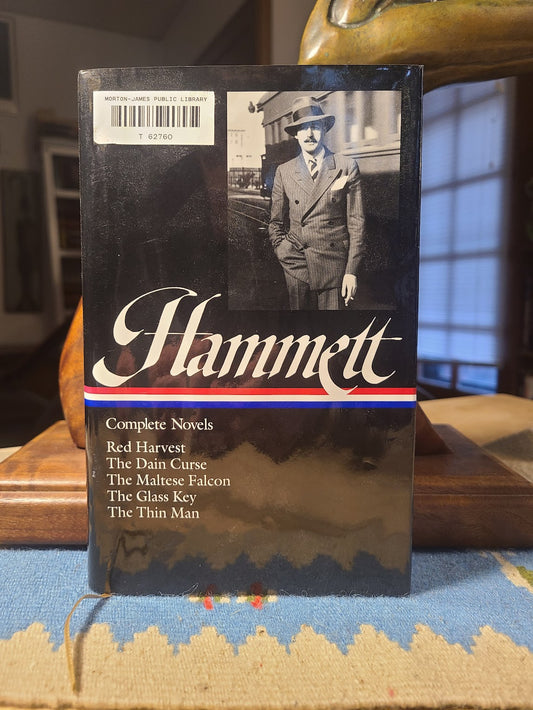 MORTON-JAMES PUBLIC LIBRARY
T 62760
Hammett
Complete Novels
Red Harvest
The Dain Curse
The Maltese Falcon
The Glass Key
The Thin Man